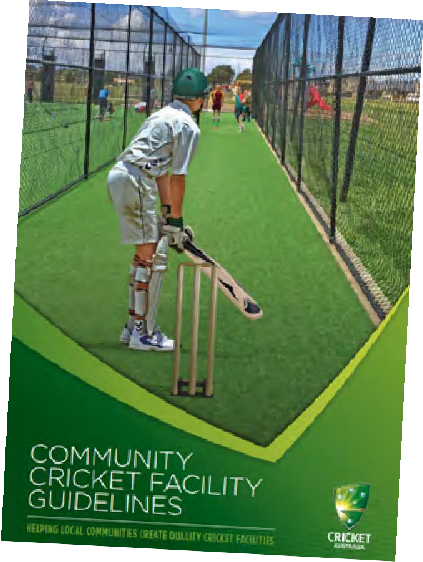 COMMUNITY
CRICKET FACILITY
GUIDELINES
HELPING LOCAL COMMUNITIES CREATE QUALITY CRICKET FACILITIES
CRICKET
AUSTRALIA